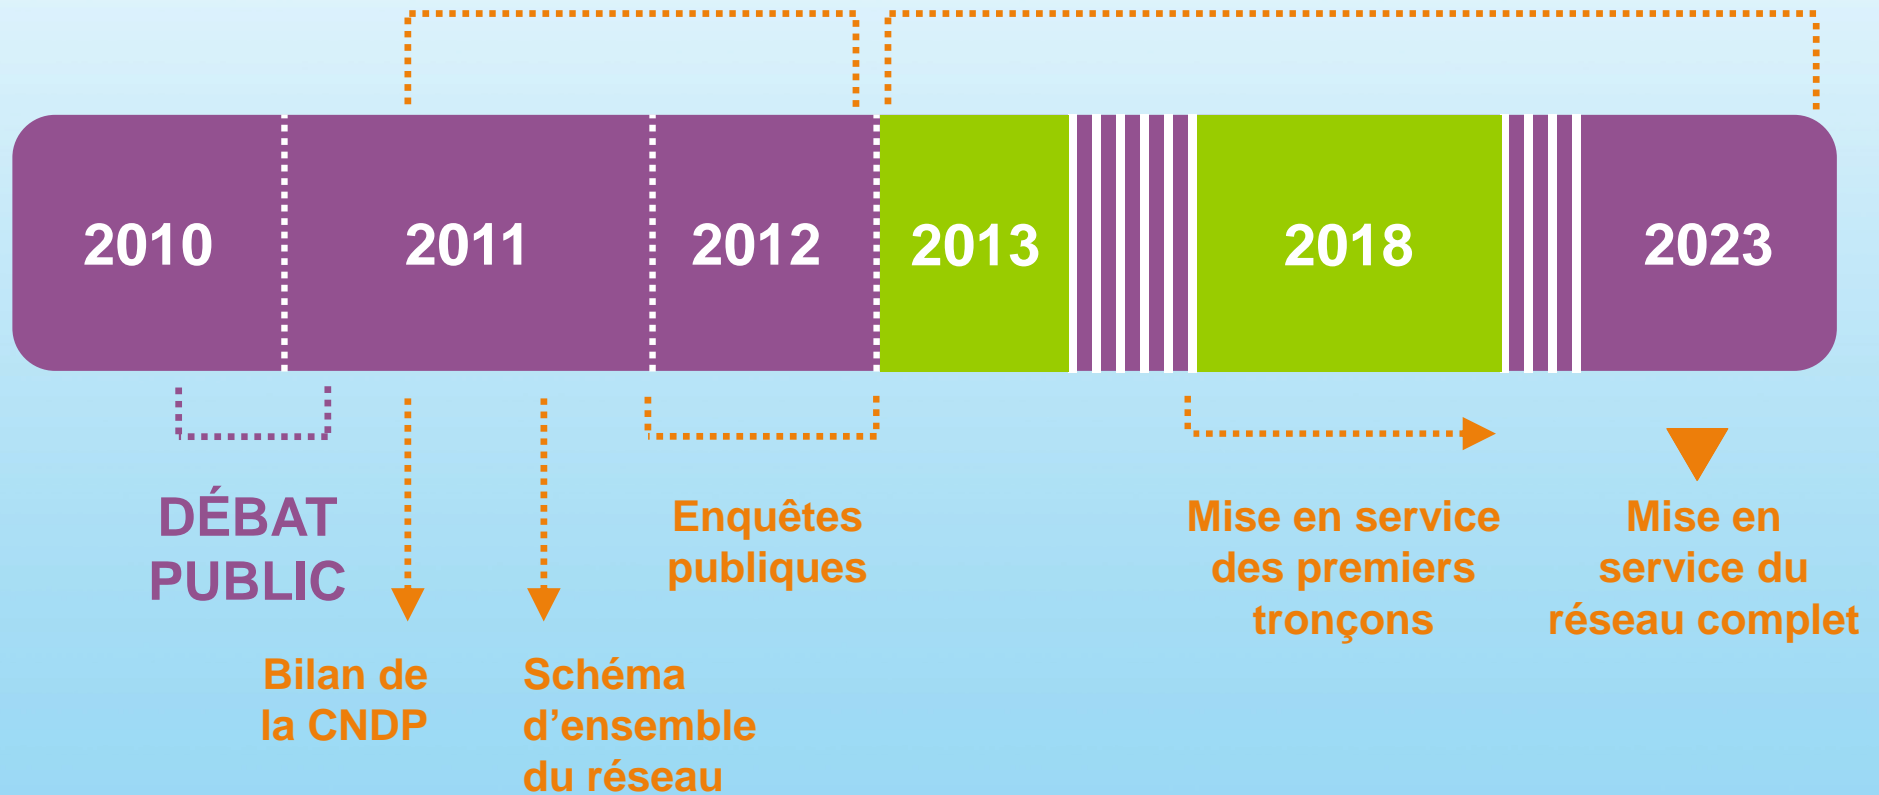 2010
2011
2012
2013
2018
2023
DÉBAT
PUBLIC
Bilan de
la CNDP
Schéma
d’ensemble
du réseau
Enquêtes
publiques
Mise en service
des premiers
tronçons
Mise en
service du
réseau complet